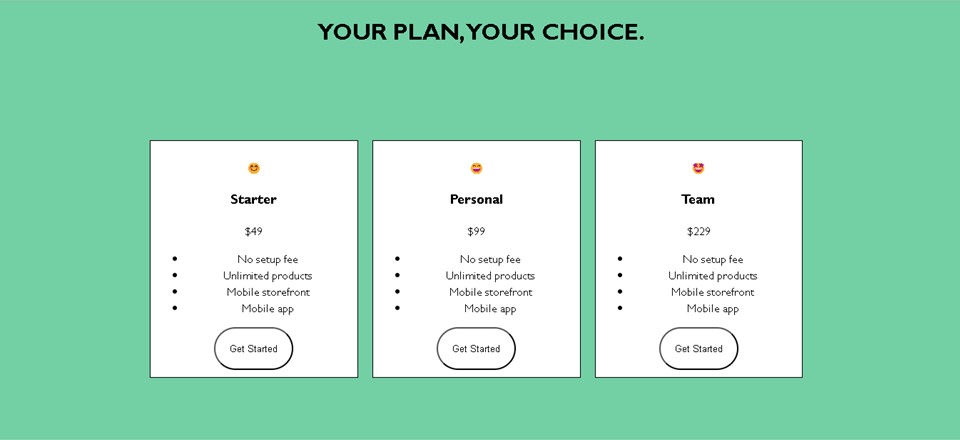 YOUR PLAN, YOUR CHOICE.
Starter
$49
No setup fee
Unlimited products
Mobile storefront
Mobile app
Get Started
Personal
$99
No setup fee
Unlimited products
Mobile storefront
Mobile app
Get Started
Team
$229
No setup fee
Unlimited products
Mobile storefront
Mobile app
Get Started